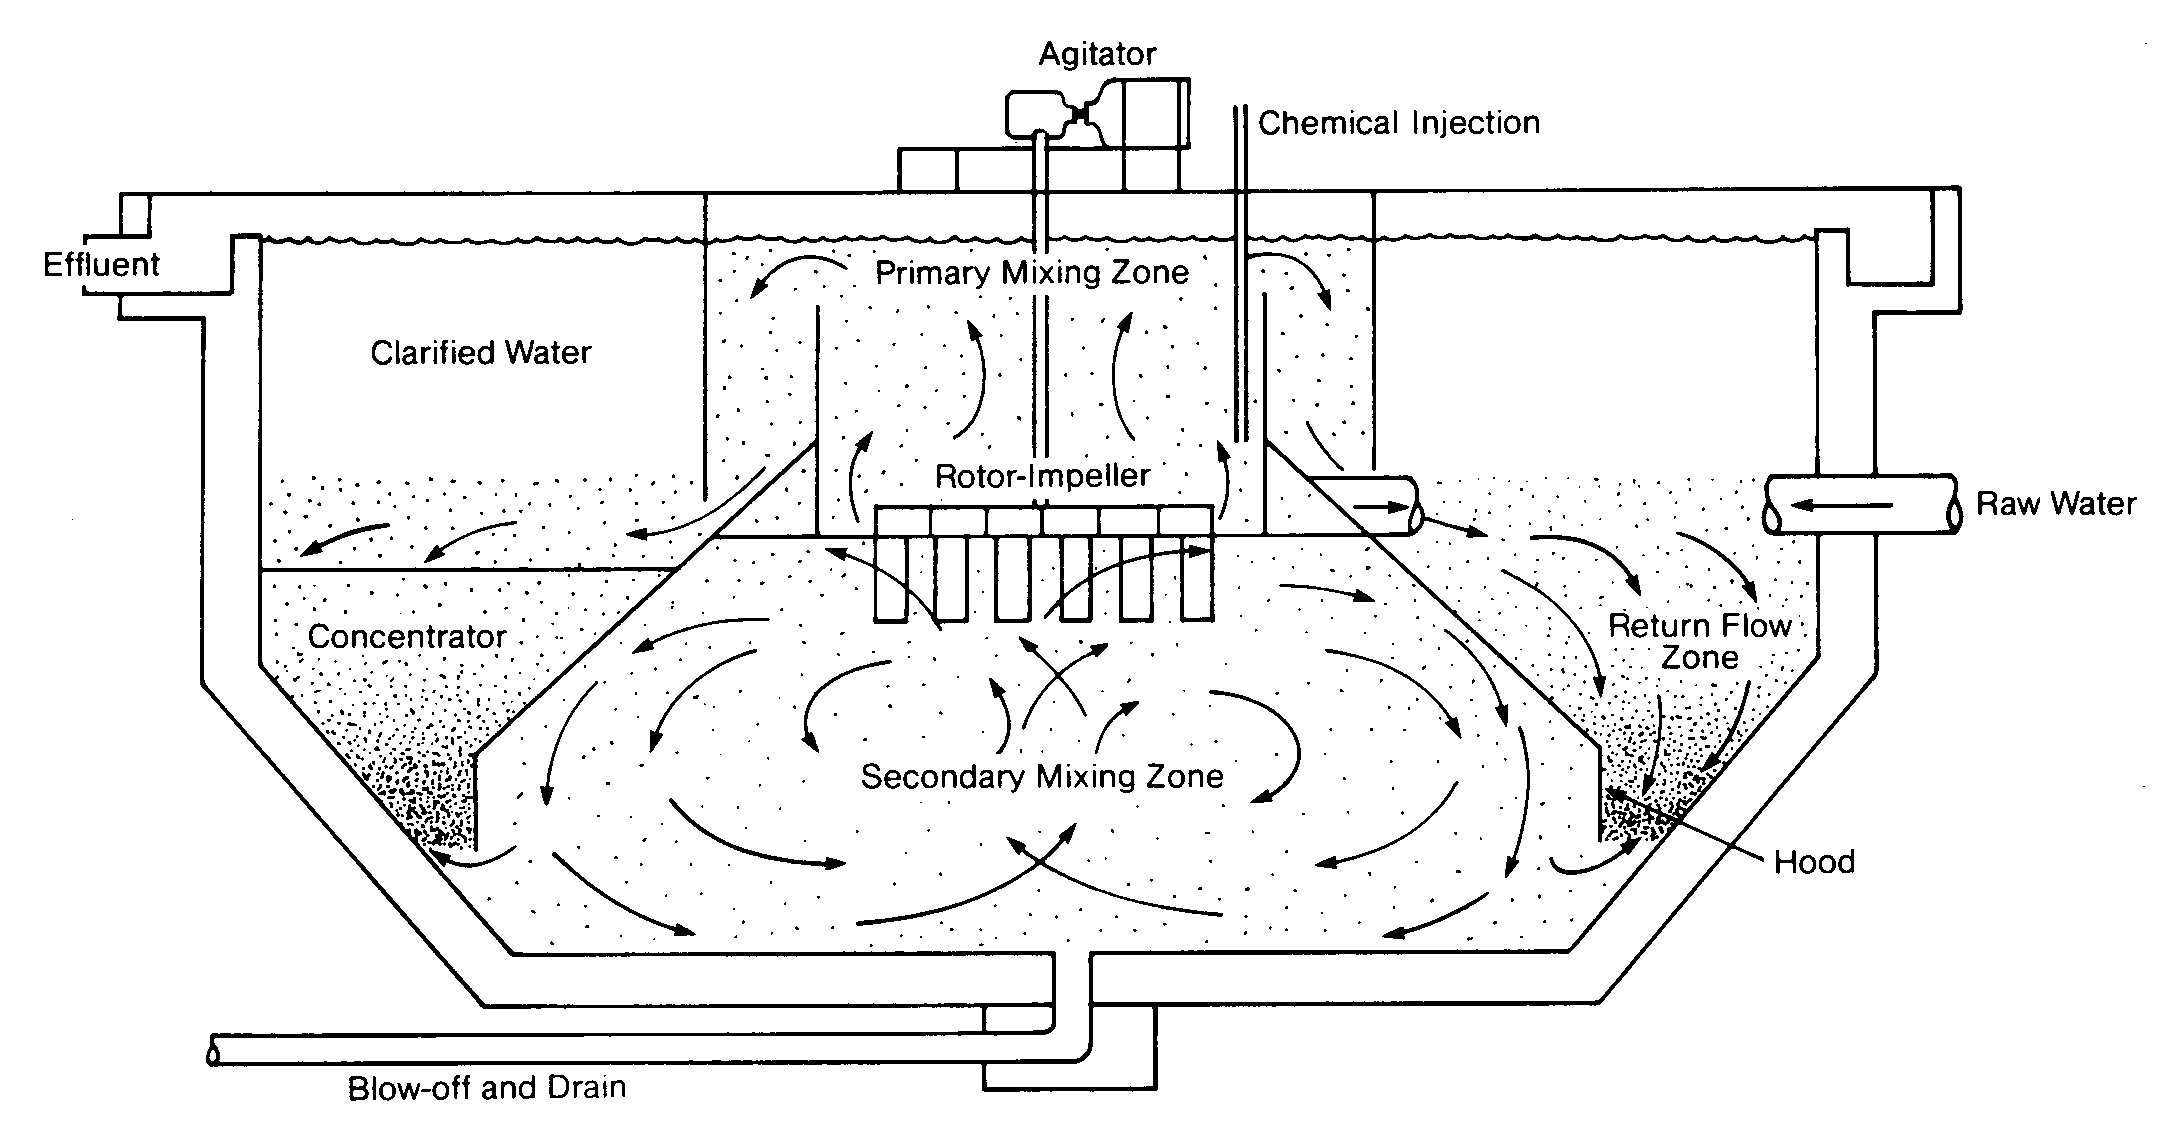 Agitator
Chemical Injection
Effluent
Primary Mixing Zone
Clarified Water
Rotor-Impeller
Raw Water
Concentrator
Return Flow
Zone
Secondary Mixing Zone
Hood
Blow-off and Drain